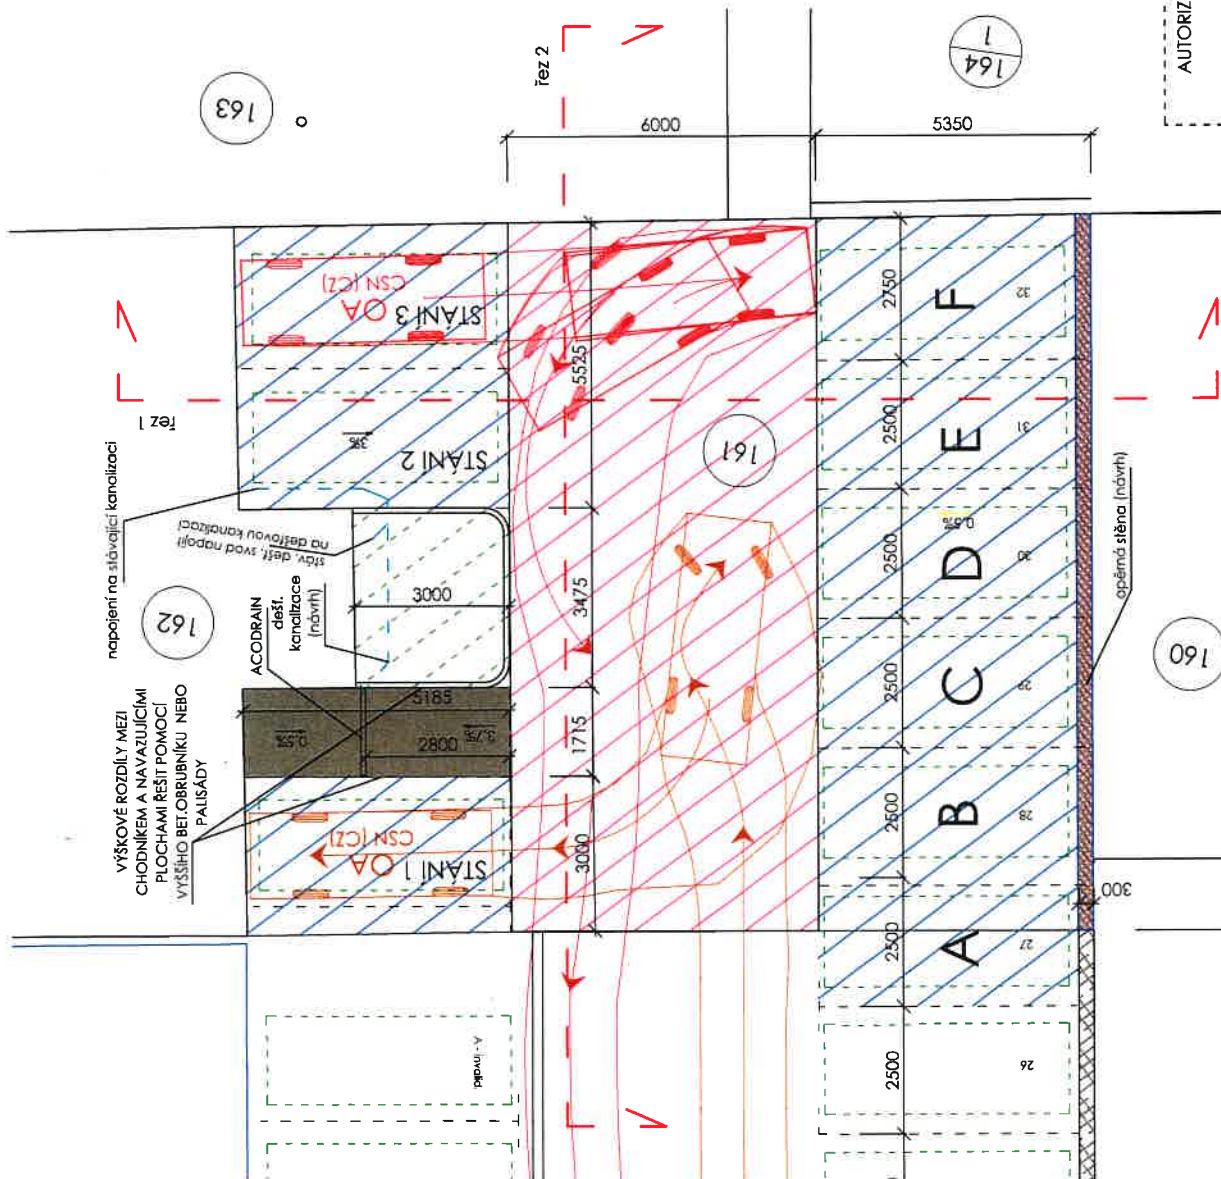 AUTORIZ
164
1
163
řez 2
6000
5350
STÁNÍ 3
OA
ČSN (CZ)
5525
2750
F
32
řez 1
STÁNÍ 2
3%
161
2500
E
31
napojení na stávající kanalizaci
stáv. dešť. svod napojit
na dešťovou kanalizaci
0.5%
opěrná stěna (návrh)
162
3000
3475
2500
D
30
ACODRAIN
dešť.
kanalizace
(návrh)
2500
C
29
160
VÝŠKOVÉ ROZDÍLY MEZI
CHODNÍKEM A NAVAZUJÍCÍMI
PLOCHAMI ŘEŠIT POMOCÍ
VYŠŠÍHO BET.OBRUBNÍKU NEBO
PALISÁDY
5185
0.5%
2800
3.7%
1715
2500
B
28
STÁNÍ 1
OA
ČSN (CZ)
3000
300
2500
A
27
A - invalid.
2500
26